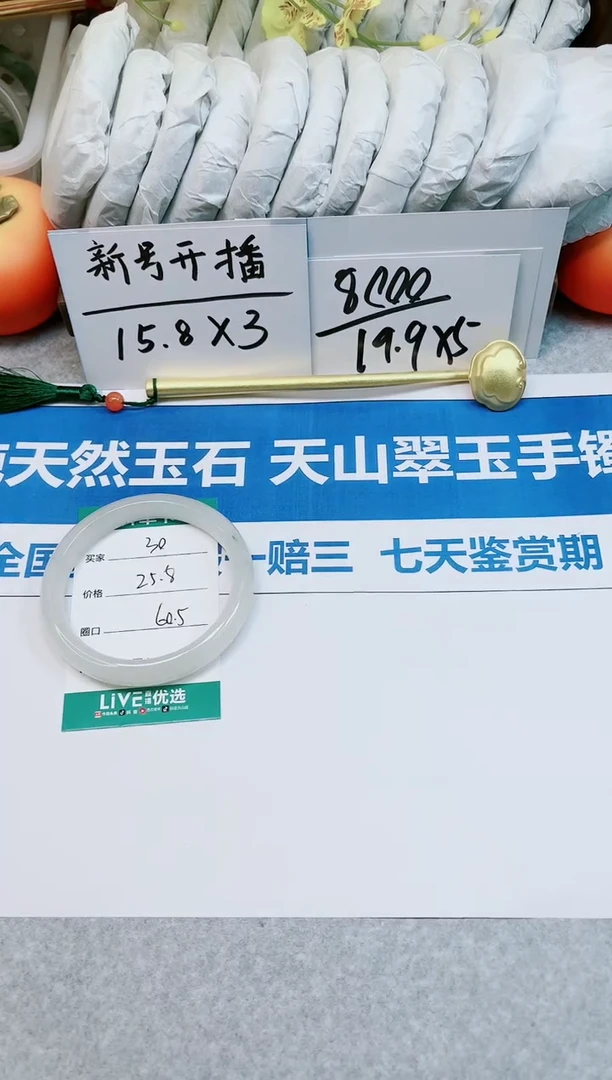 新号开播
15.8X3
8000
19.9X5
天然玉石 天山翠玉手镯
全国 一赔三 七天鉴赏期
买家 30
价格 25.8
圈口 60.5
LIVE 优选